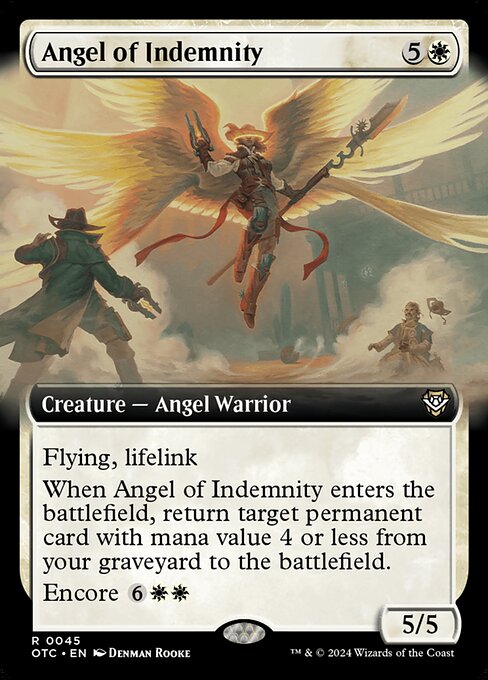 Angel of Indemnity 5
Creature — Angel Warrior
Flying, lifelink
When Angel of Indemnity enters the
battlefield, return target permanent
card with mana value 4 or less from
your graveyard to the battlefield.
Encore 6
5/5
R 0045
OTC • EN Denman Rooke
™ & © 2024 Wizards of the Coast